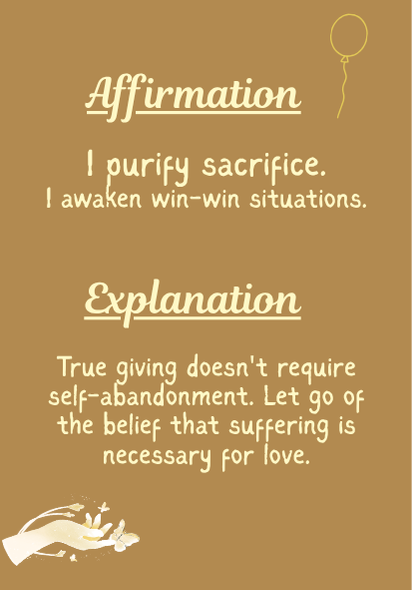 Affirmation
I purify sacrifice.
I awaken win-win situations.
Explanation
True giving doesn't require
self-abandonment. Let go of
the belief that suffering is
necessary for love.